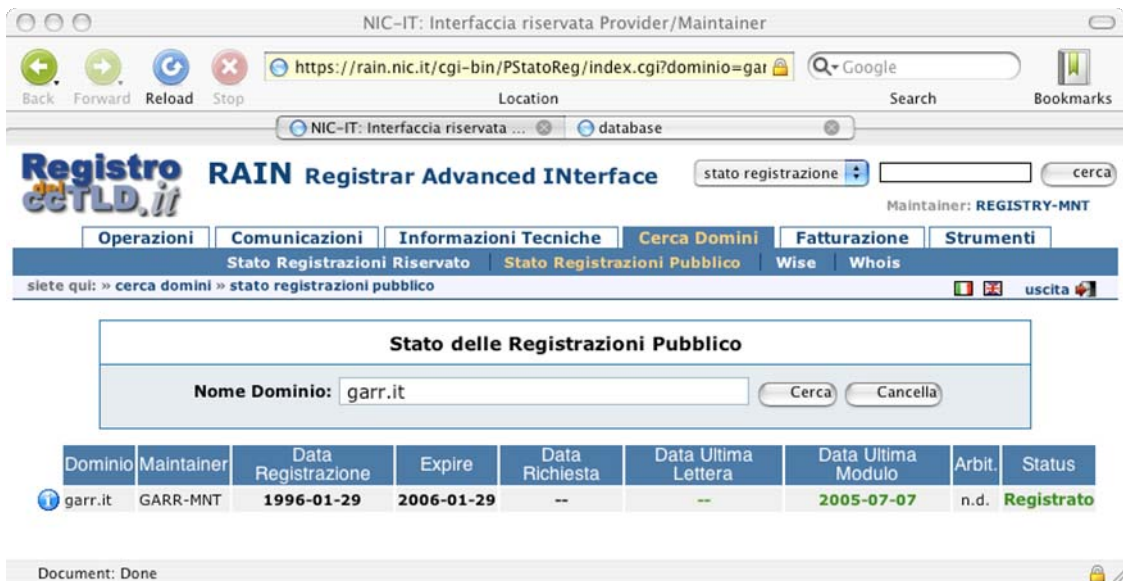 NIC-IT: Interfaccia riservata Provider/Maintainer
https://rain.nic.it/cgi-bin/PStatoReg/index.cgi?dominio=gar
Google
Back Forward Reload Stop Location Search Bookmarks
NIC-IT: Interfaccia riservata ... database
Registro del ccTLD.it
RAIN Registrar Advanced INterface
stato registrazione cerca
Maintainer: REGISTRY-MNT
Operazioni Comunicazioni Informazioni Tecniche Cerca Domini Fatturazione Strumenti
Stato Registrazioni Riservato Stato Registrazioni Pubblico Wise Whois
siete qui: » cerca domini » stato registrazioni pubblico uscita
Stato delle Registrazioni Pubblico
Nome Dominio: garr.it Cerca Cancella
Dominio Maintainer Data Registrazione Expire Data Richiesta Data Ultima Lettera Data Ultima Modulo Arbit. Status
garr.it GARR-MNT 1996-01-29 2006-01-29 -- -- 2005-07-07 n.d. Registrato
Document: Done